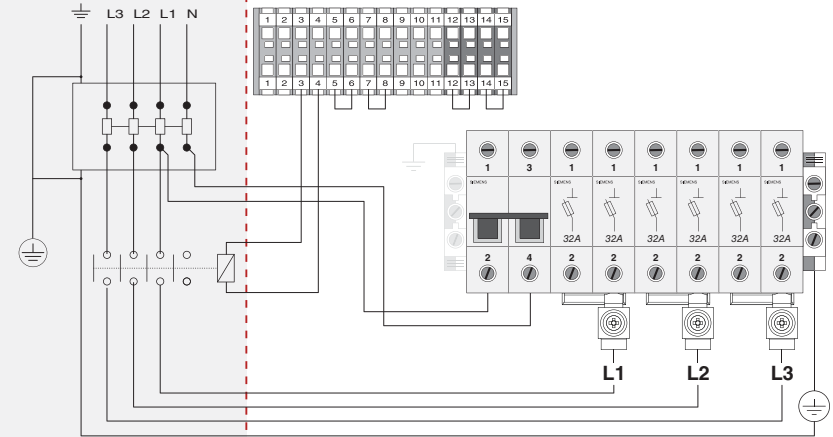 L3 L2 L1 N
1 2 3 4 5 6 7 8 9 10 11 12 13 14 15
1 2 3 4 5 6 7 8 9 10 11 12 13 14 15
1 3 1 1 1 1 1 1
SIEMENS SIEMENS SIEMENS SIEMENS SIEMENS SIEMENS SIEMENS
32A 32A 32A 32A 32A 32A
2 4 2 2 2 2 2 2
L1 L2 L3